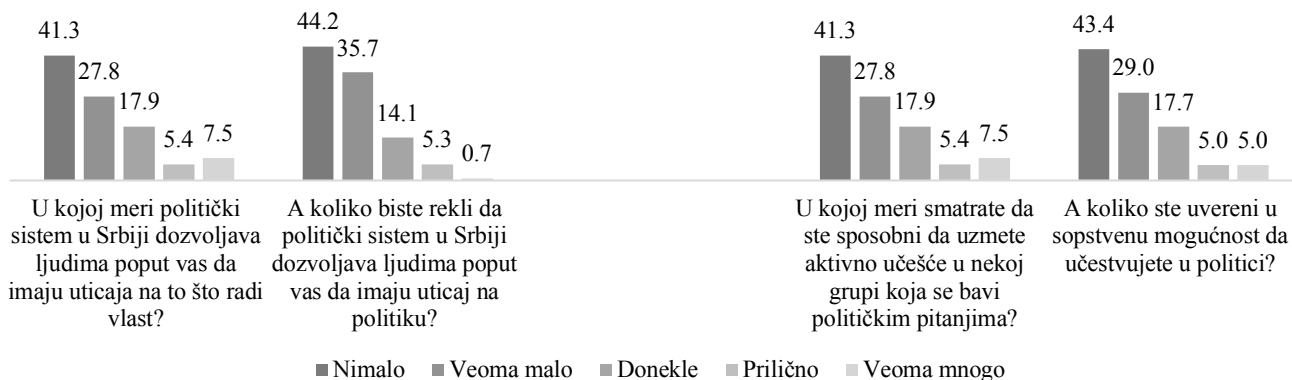 41.3
27.8
17.9
5.4
7.5
44.2
35.7
14.1
5.3
0.7
41.3
27.8
17.9
5.4
7.5
43.4
29.0
17.7
5.0
5.0
U kojoj meri politički
sistem u Srbiji dozvoljava
ljudima poput vas da
imaju uticaja na to što radi
vlast?
A koliko biste rekli da
politički sistem u Srbiji
dozvoljava ljudima poput
vas da imaju uticaj na
politiku?
U kojoj meri smatrate da
ste sposobni da uzmete
aktivno učešće u nekoj
grupi koja se bavi
političkim pitanjima?
A koliko ste uvereni u
sopstvenu mogućnost da
učestvujete u politici?
Nimalo Veoma malo Donekle Prilično Veoma mnogo